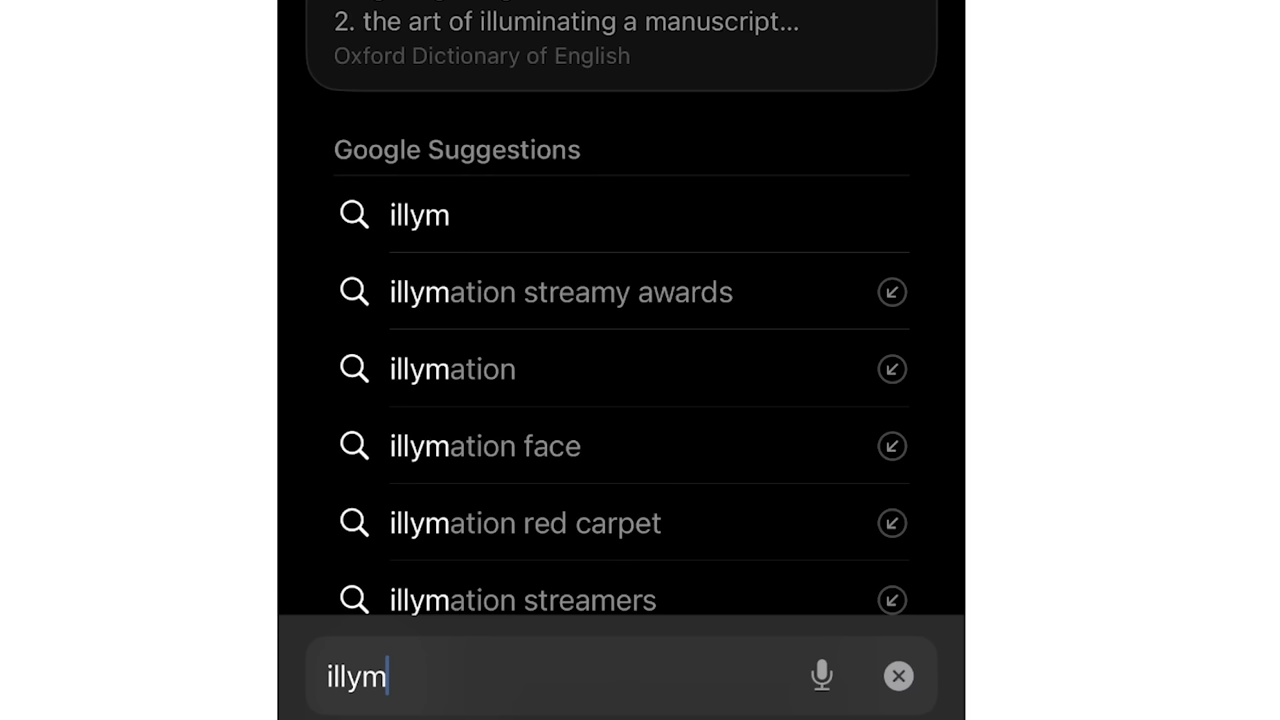 2. the art of illuminating a manuscript...
Oxford Dictionary of English
Google Suggestions
illym
illymation streamy awards
illymation
illymation face
illymation red carpet
illymation streamers
illym